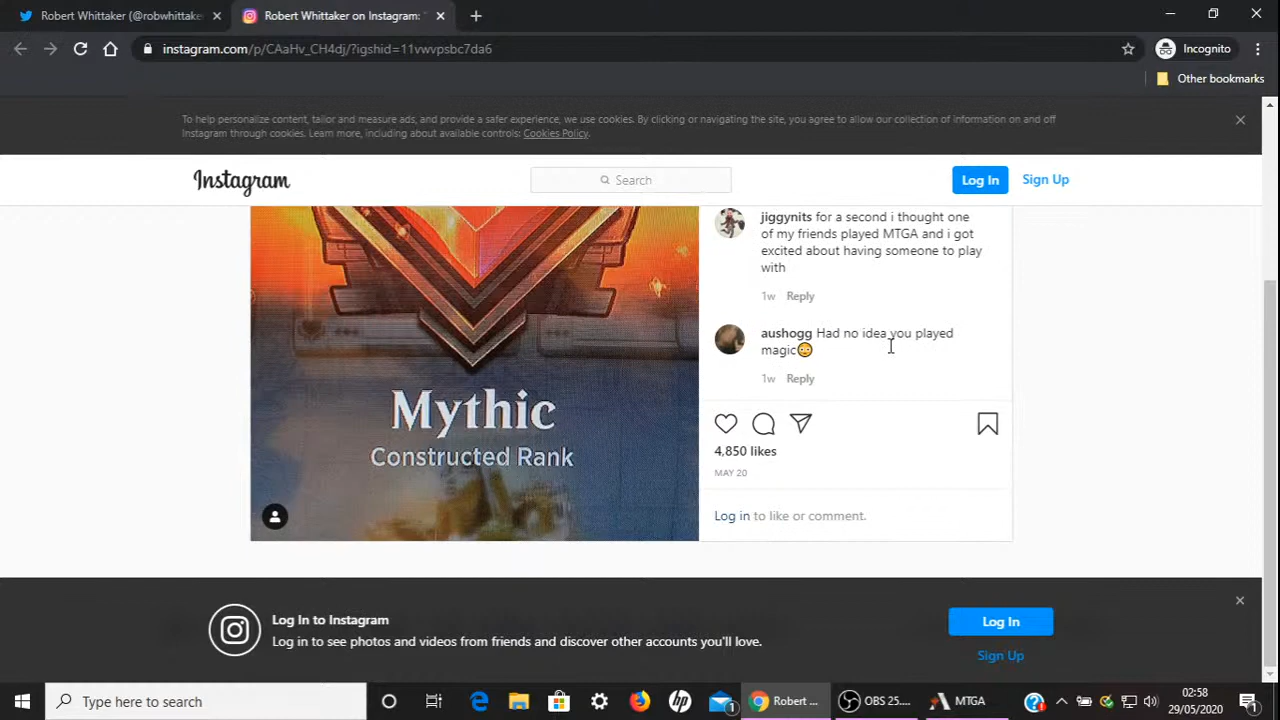 Robert Whittaker (@robwhittake
Robert Whittaker on Instagram: "
instagram.com/p/CAaHv_CH4dj/?igshid=11vwvpsbc7da6
Incognito
Other bookmarks
To help personalize content, tailor and measure ads, and provide a safer experience, we use cookies. By clicking or navigating the site, you agree to allow our collection of information on and off
Instagram through cookies. Learn more, including about available controls: Cookies Policy.
Instagram
Search
Log In
Sign Up
jiggynits for a second i thought one
of my friends played MTGA and i got
excited about having someone to play
with
1w Reply
aushogg Had no idea you played
magic😳
1w Reply
Mythic
Constructed Rank
4,850 likes
MAY 20
Log in to like or comment.
Log In to Instagram
Log in to see photos and videos from friends and discover other accounts you'll love.
Log In
Sign Up
Type here to search
hp
1
Robert ...
OBS 25....
MTGA
02:58
29/05/2020
1